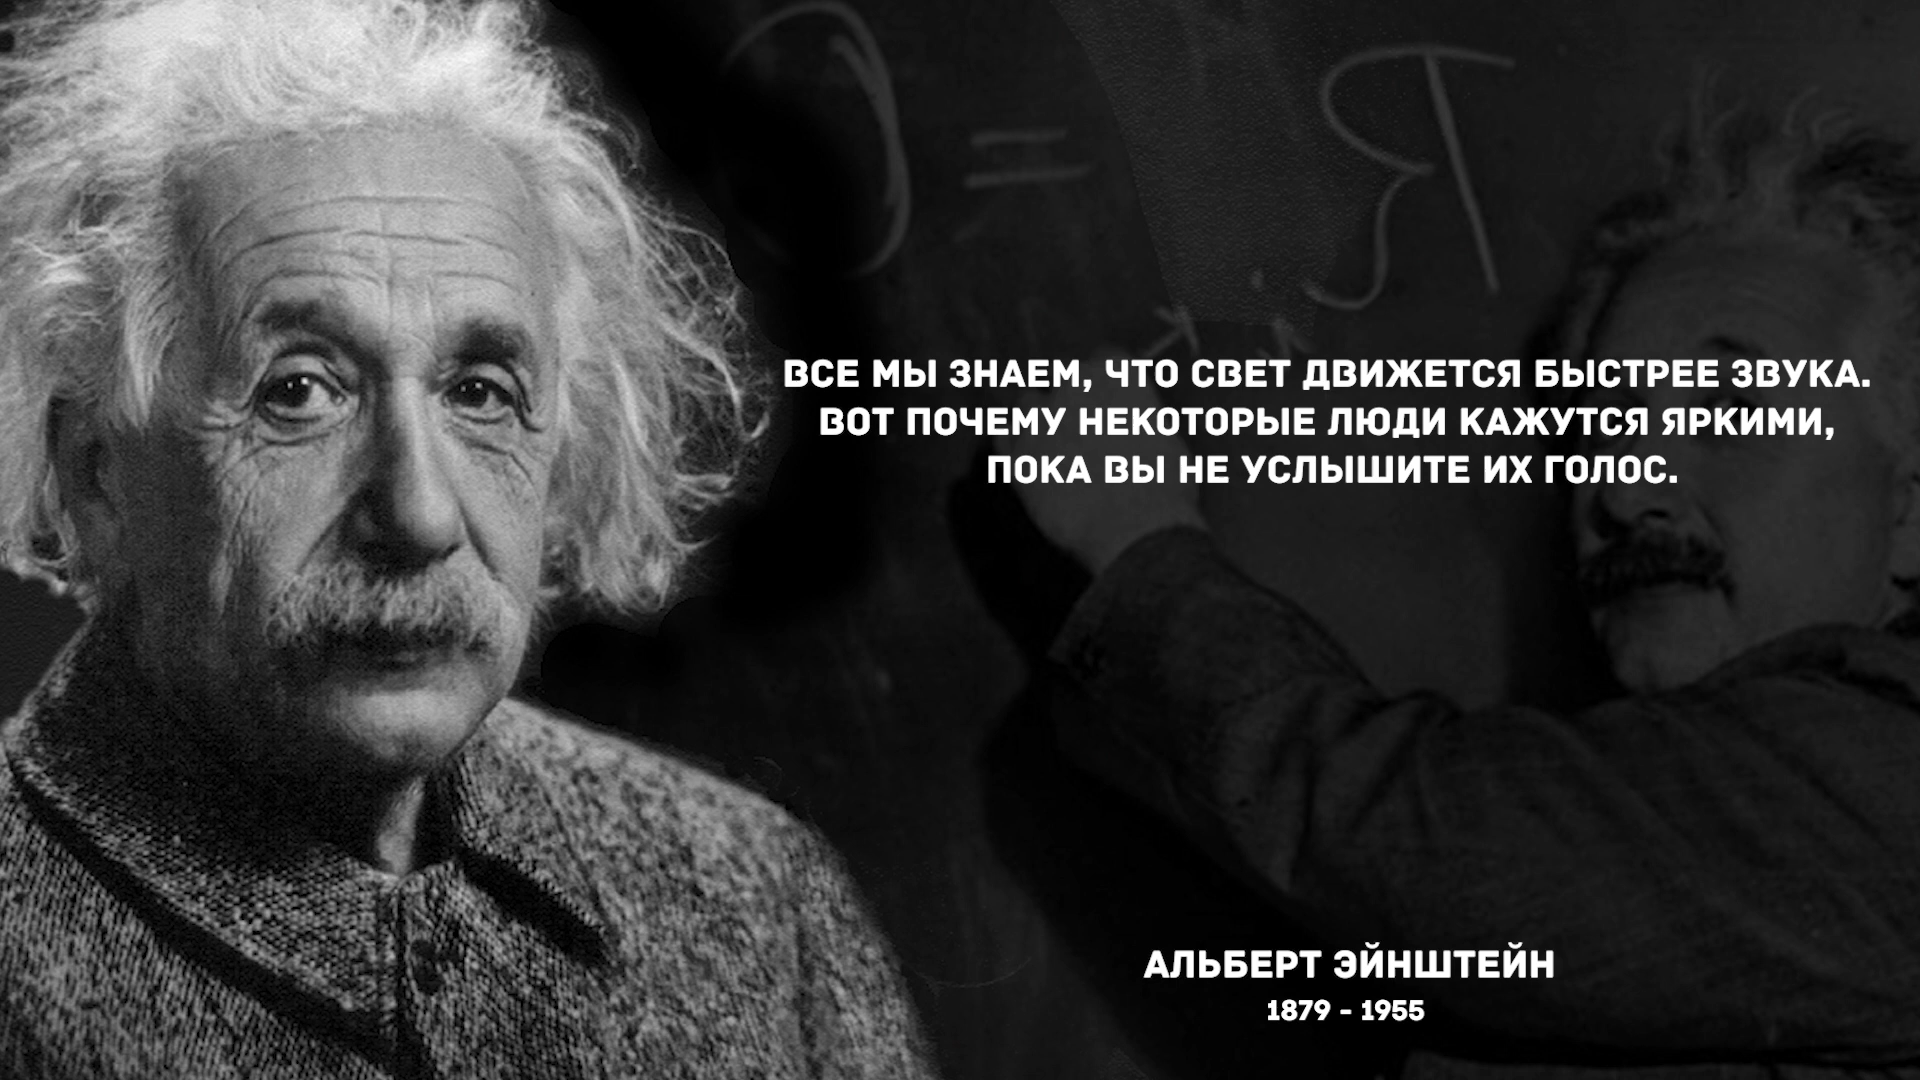 ВСЕ МЫ ЗНАЕМ, ЧТО СВЕТ ДВИЖЕТСЯ БЫСТРЕЕ ЗВУКА.
ВОТ ПОЧЕМУ НЕКОТОРЫЕ ЛЮДИ КАЖУТСЯ ЯРКИМИ,
ПОКА ВЫ НЕ УСЛЫШИТЕ ИХ ГОЛОС.
АЛЬБЕРТ ЭЙНШТЕЙН
1879 - 1955